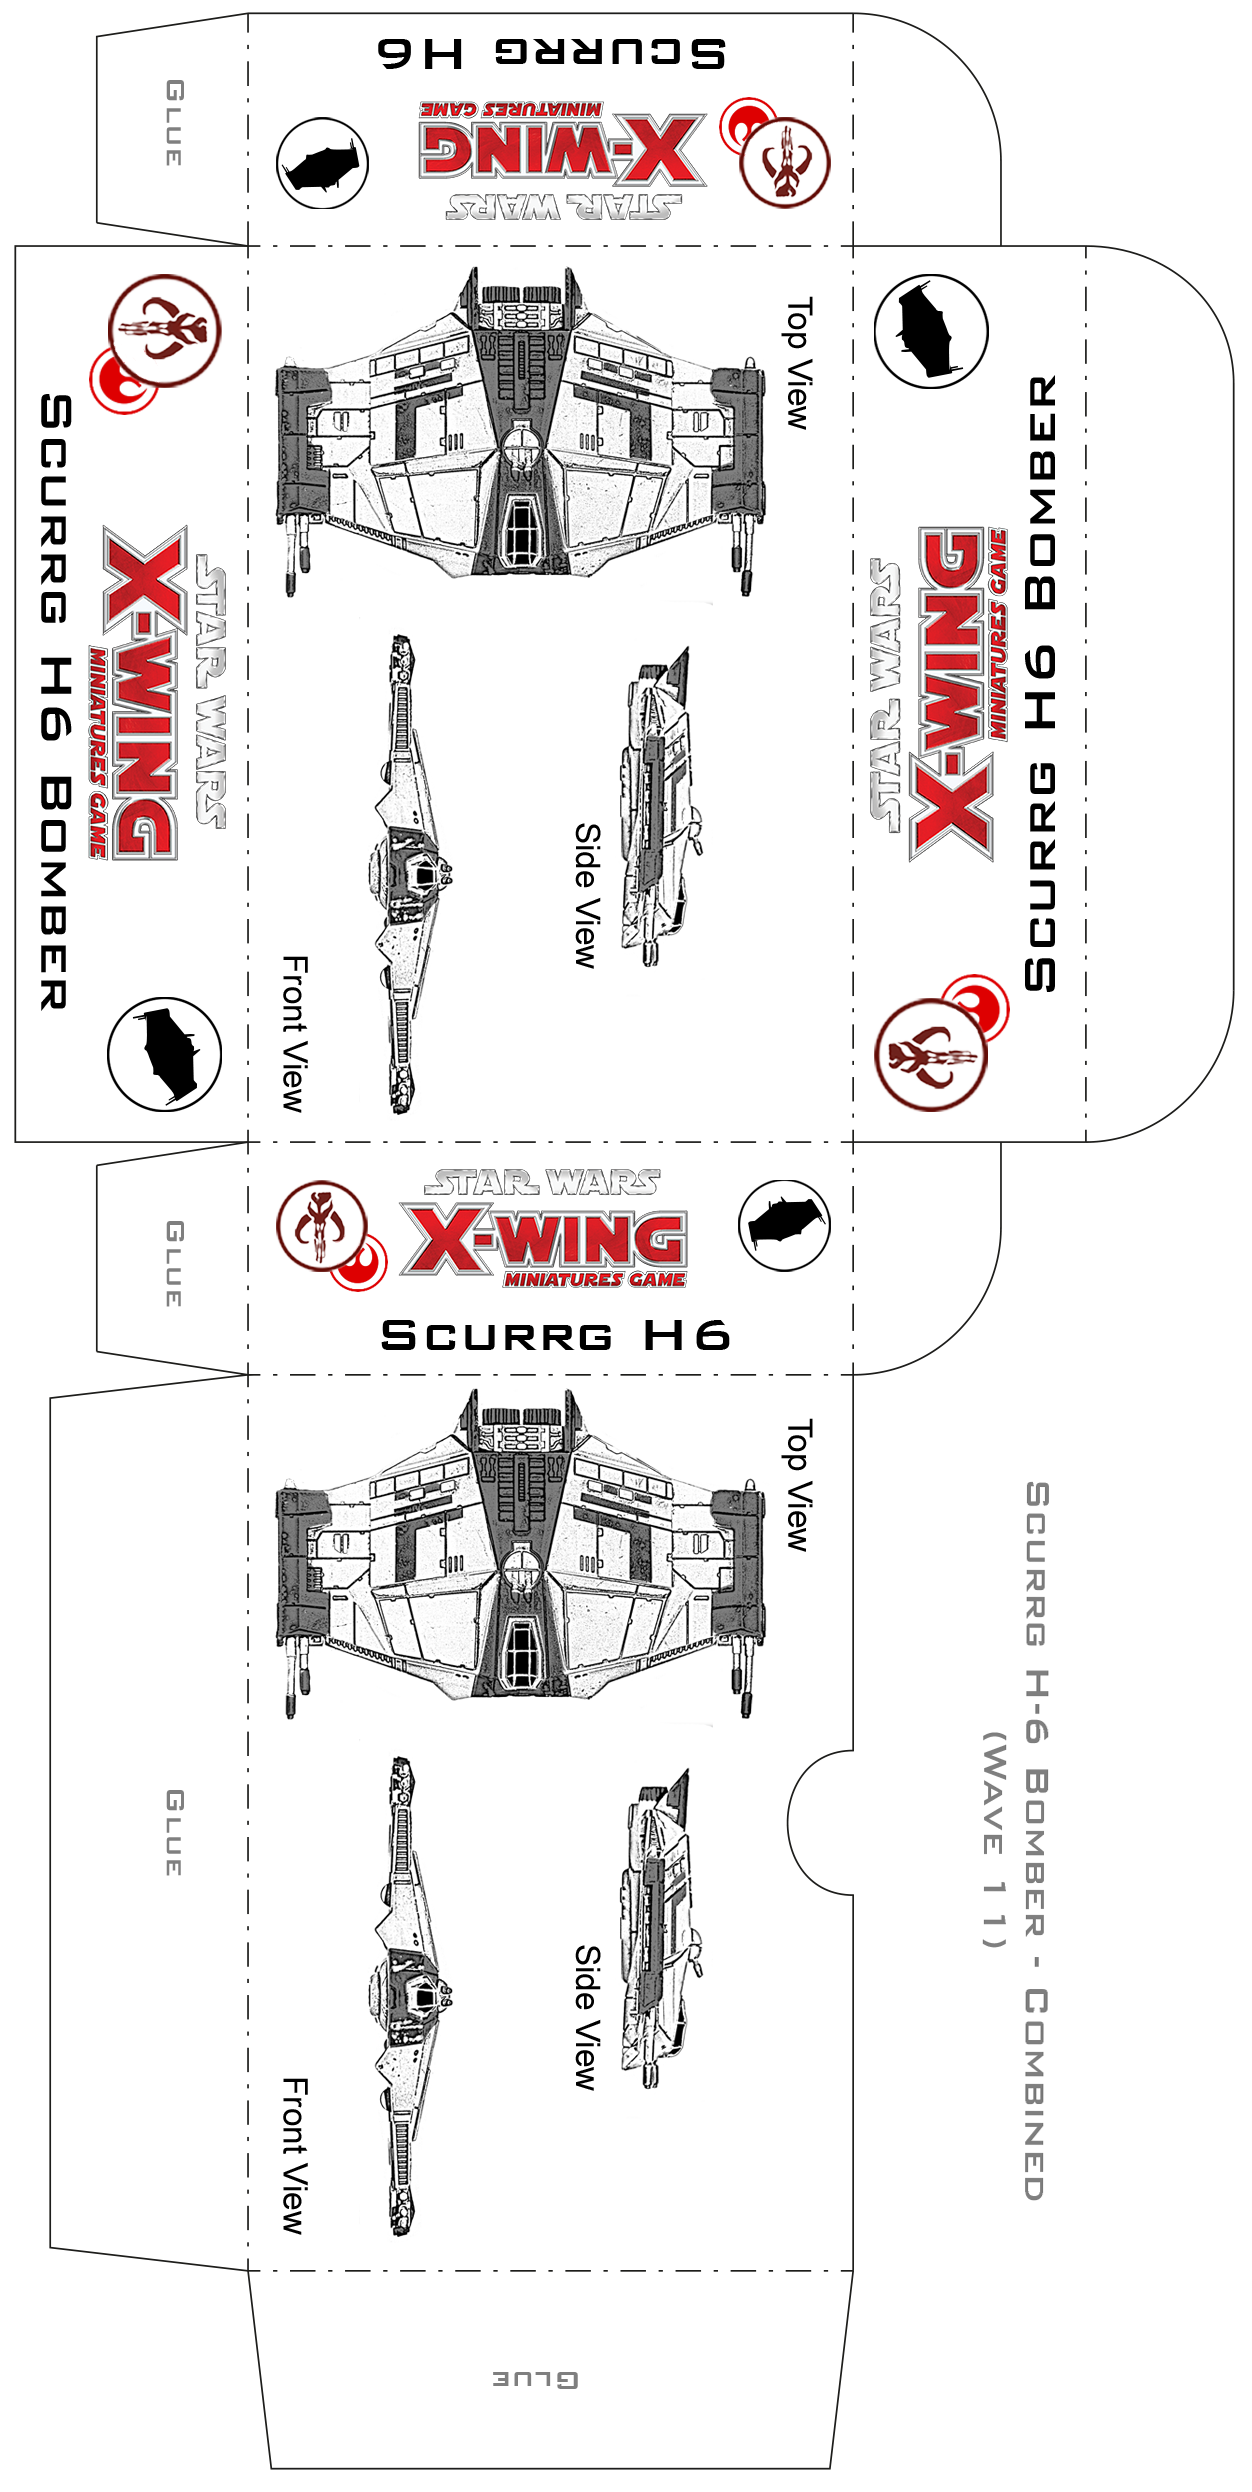 Scurrg H6
STAR WARS
X-WING
MINIATURES GAME
Glue
Scurrg H6 Bomber
STAR WARS
X-WING
MINIATURES GAME
Top View
Side View
Front View
STAR WARS
X-WING
MINIATURES GAME
Scurrg H6 Bomber
Glue
STAR WARS
X-WING
MINIATURES GAME
Scurrg H6
Top View
Side View
Front View
Glue
Scurrg H-6 Bomber - Combined
(Wave 11)
Glue